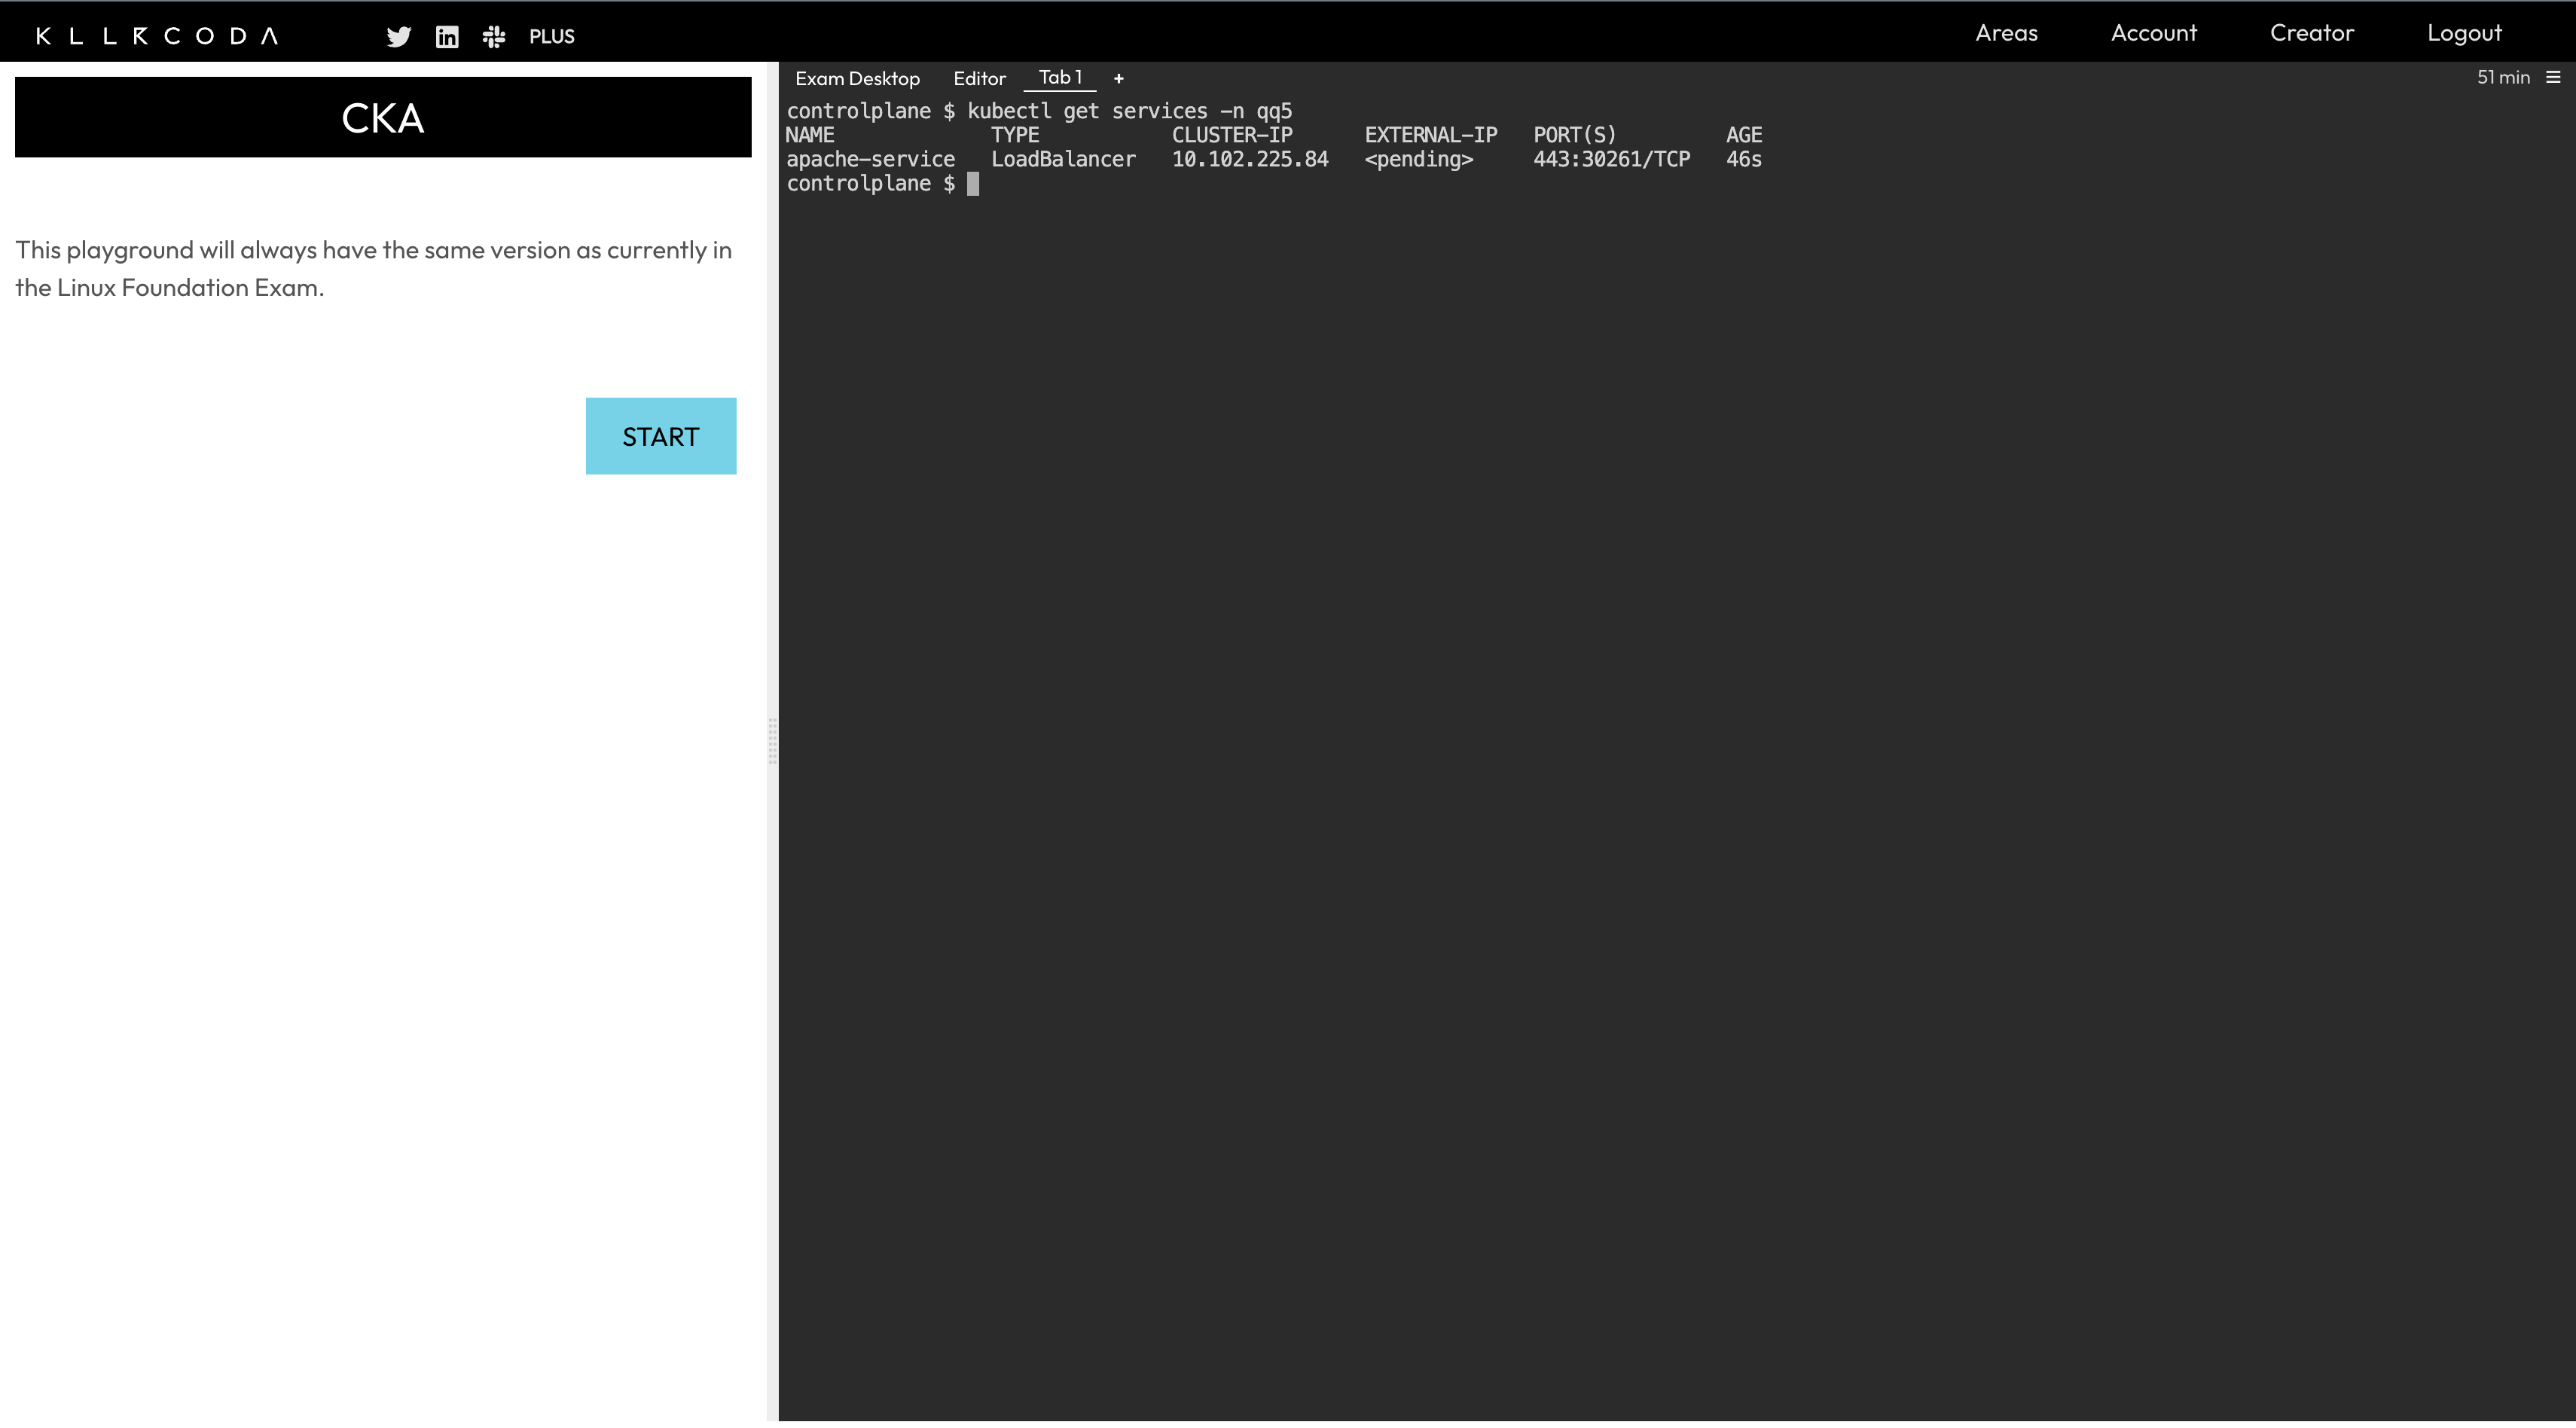 KILLERCODA PLUS Areas Account Creator Logout
CKA
This playground will always have the same version as currently in
the Linux Foundation Exam.
START
Exam Desktop Editor Tab 1 + 51 min
controlplane $ kubectl get services -n qq5
NAME TYPE CLUSTER-IP EXTERNAL-IP PORT(S) AGE
apache-service LoadBalancer 10.102.225.84 <pending> 443:30261/TCP 46s
controlplane $